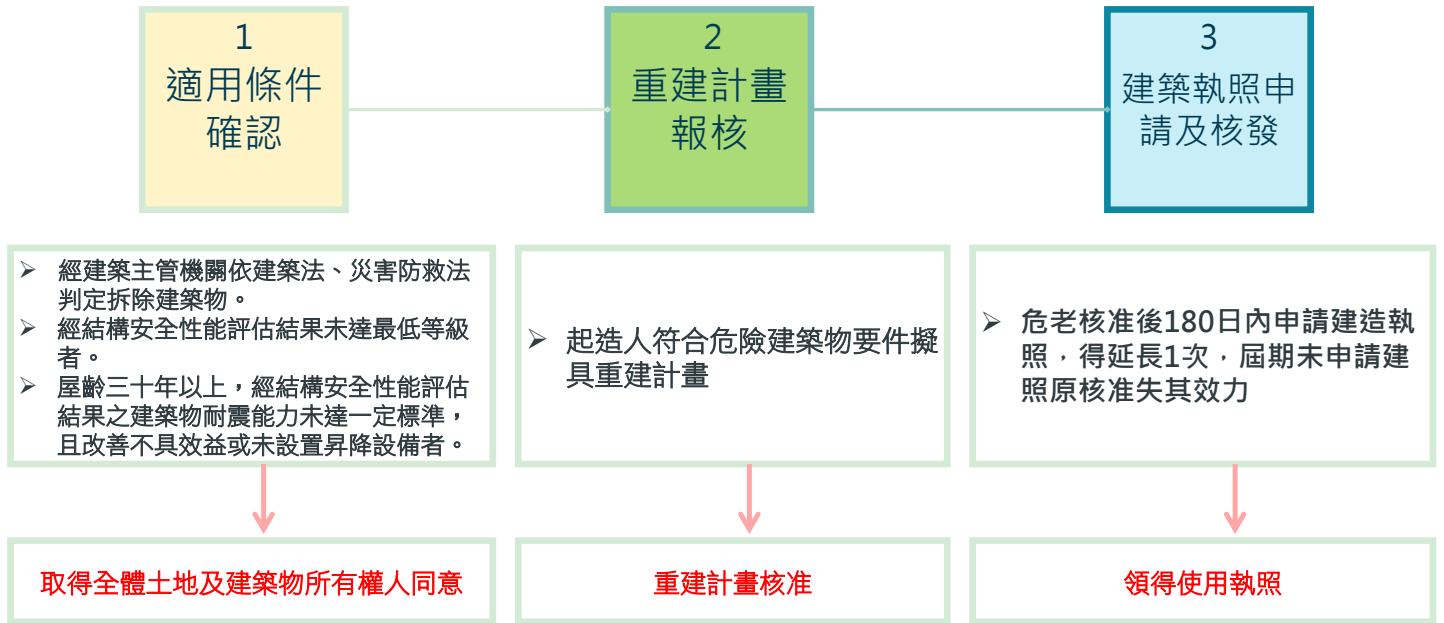 1
適用條件
確認
2
重建計畫
報核
3
建築執照申
請及核發
➢ 經建築主管機關依建築法、災害防救法
判定拆除建築物。
➢ 經結構安全性能評估結果未達最低等級
者。
➢ 屋齡三十年以上，經結構安全性能評估
結果之建築物耐震能力未達一定標準，
且改善不具效益或未設置昇降設備者。
➢ 起造人符合危險建築物要件擬
具重建計畫
➢ 危老核准後180日內申請建造執
照，得延長1次，屆期未申請建
照原核准失其效力
取得全體土地及建築物所有權人同意
重建計畫核准
領得使用執照